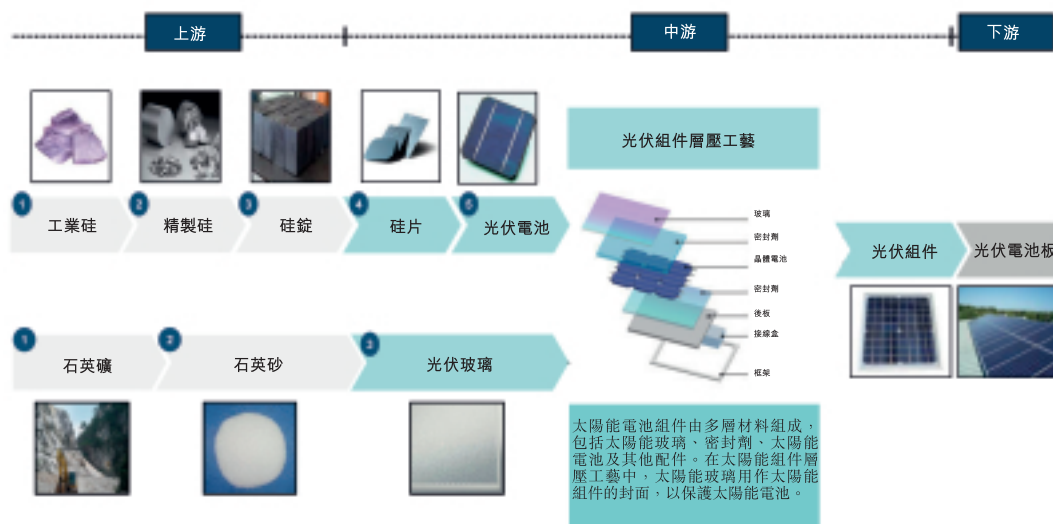 上游
中游
下游
光伏組件層壓工藝
1 工業硅
2 精製硅
3 硅錠
4 硅片
5 光伏電池
玻璃
密封劑
晶體電池
密封劑
後板
接線盒
框架
光伏組件
光伏電池板
1 石英礦
2 石英砂
3 光伏玻璃
太陽能電池組件由多層材料組成，
包括太陽能玻璃、密封劑、太陽能
電池及其他配件。在太陽能組件層
壓工藝中，太陽能玻璃用作太陽能
組件的封面，以保護太陽能電池。